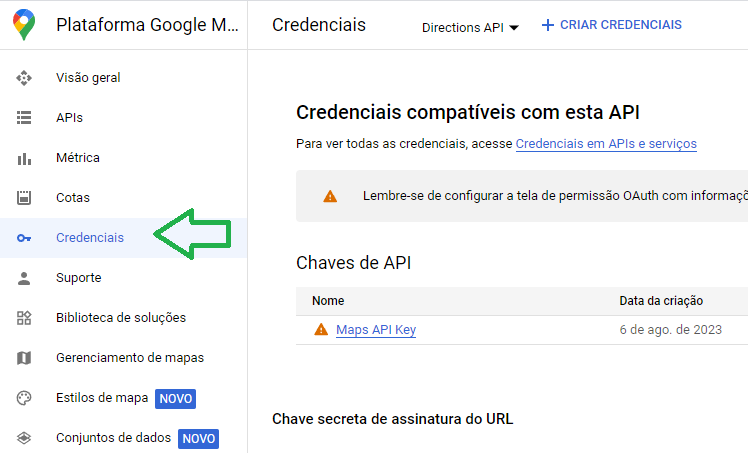 Plataforma Google M...
Credenciais
Directions API
CRIAR CREDENCIAIS
Visão geral
APIs
Métrica
Cotas
Credenciais
Suporte
Biblioteca de soluções
Gerenciamento de mapas
Estilos de mapa NOVO
Conjuntos de dados NOVO
Credenciais compatíveis com esta API
Para ver todas as credenciais, acesse Credenciais em APIs e serviços
Lembre-se de configurar a tela de permissão OAuth com
Chaves de API
Nome Data da criação
Maps API Key 6 de ago. de 2023
Chave secreta de assinatura do URL